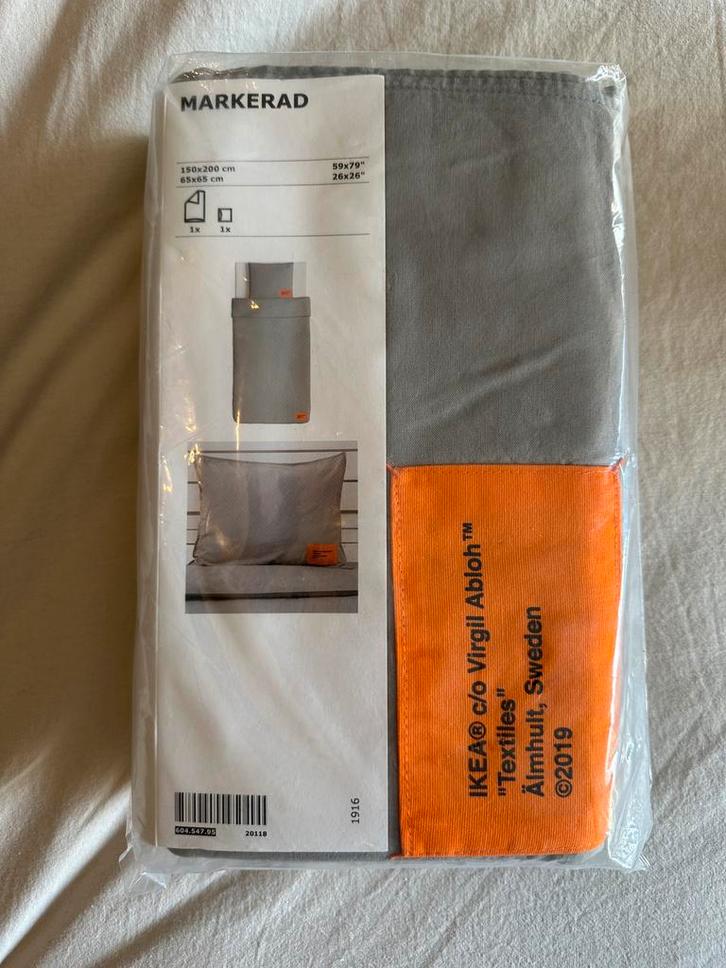 MARKERAD
150x200 cm 59x79"
65x65 cm 26x26"
1x 1x
604.547.95 20118
1916
IKEA® c/o Virgil Abloh™
"Textiles"
Älmhult, Sweden
©2019